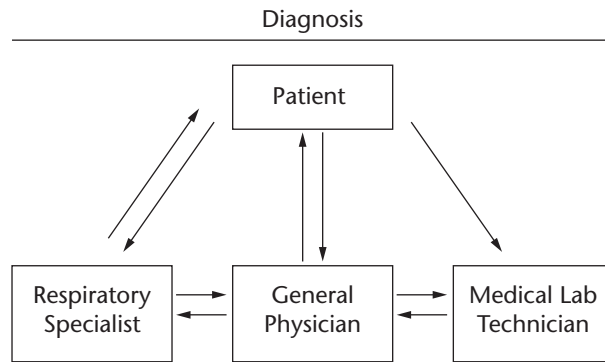 Diagnosis
Patient
Respiratory
Specialist
General
Physician
Medical Lab
Technician